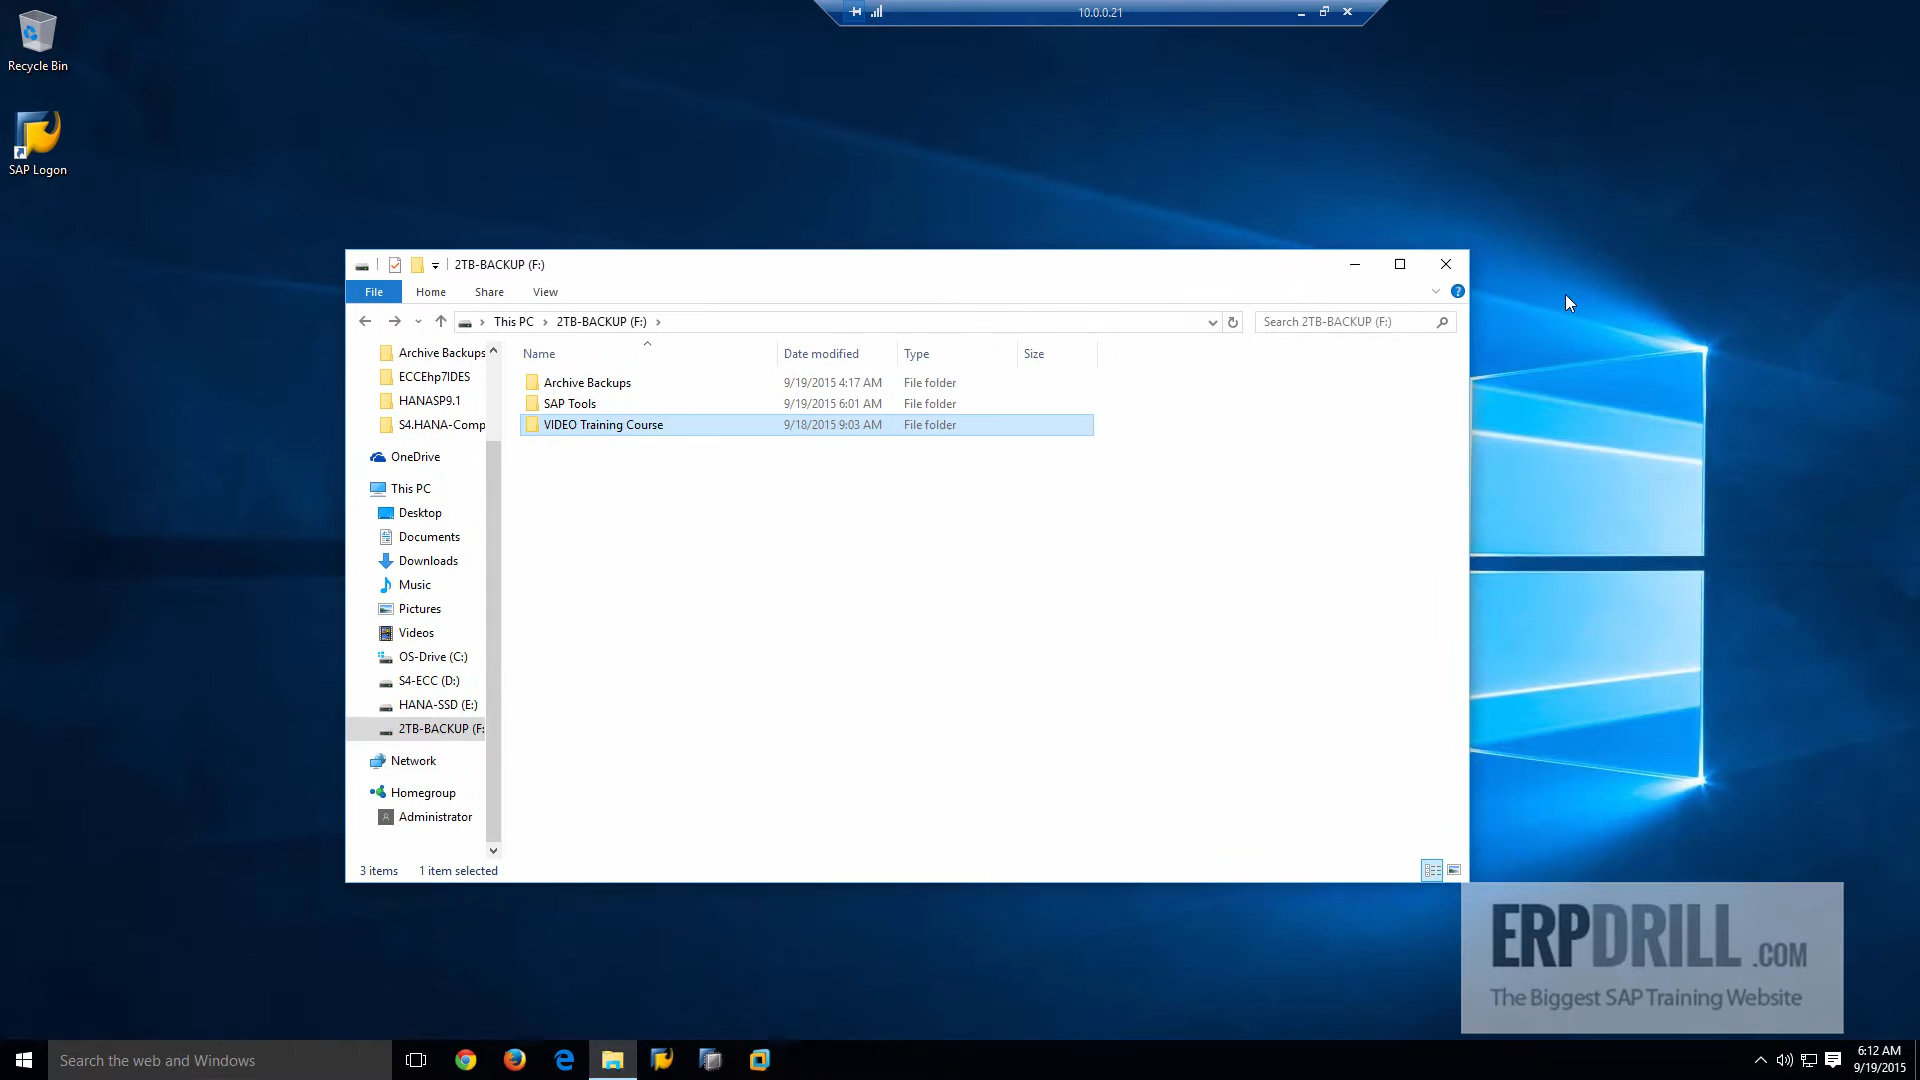 10.0.0.21
Recycle Bin
SAP Logon
2TB-BACKUP (F:)
File Home Share View
This PC 2TB-BACKUP (F:)
Search 2TB-BACKUP (F:)
Name Date modified Type Size
Archive Backups 9/19/2015 4:17 AM File folder
SAP Tools 9/19/2015 6:01 AM File folder
VIDEO Training Course 9/18/2015 9:03 AM File folder
Archive Backups
ECCEhp7IDES
HANASP9.1
S4.HANA-Comp
OneDrive
This PC
Desktop
Documents
Downloads
Music
Pictures
Videos
OS-Drive (C:)
S4-ECC (D:)
HANA-SSD (E:)
2TB-BACKUP (F:
Network
Homegroup
Administrator
3 items 1 item selected
ERPDRILL.COM
The Biggest SAP Training Website
Search the web and Windows
6:12 AM
9/19/2015